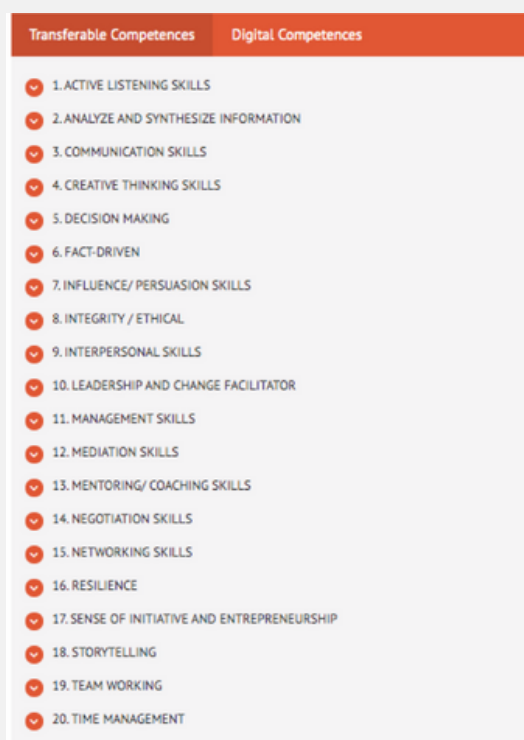 Transferable Competences Digital Competences
1. ACTIVE LISTENING SKILLS
2. ANALYZE AND SYNTHESIZE INFORMATION
3. COMMUNICATION SKILLS
4. CREATIVE THINKING SKILLS
5. DECISION MAKING
6. FACT-DRIVEN
7. INFLUENCE/ PERSUASION SKILLS
8. INTEGRITY / ETHICAL
9. INTERPERSONAL SKILLS
10. LEADERSHIP AND CHANGE FACILITATOR
11. MANAGEMENT SKILLS
12. MEDIATION SKILLS
13. MENTORING/ COACHING SKILLS
14. NEGOTIATION SKILLS
15. NETWORKING SKILLS
16. RESILIENCE
17. SENSE OF INITIATIVE AND ENTREPRENEURSHIP
18. STORYTELLING
19. TEAM WORKING
20. TIME MANAGEMENT